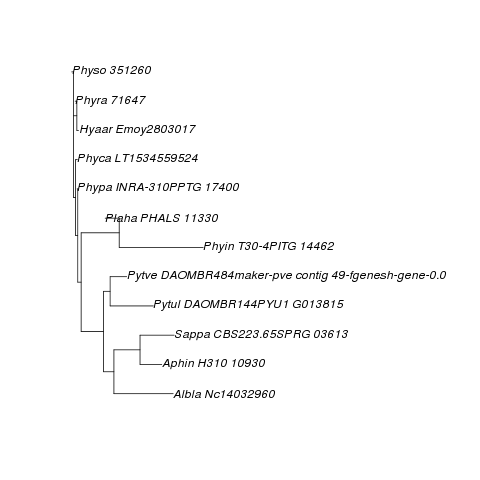 Physo 351260
Phyra 71647
Hyaar Emoy2803017
Phyca LT1534559524
Phypa INRA-310PPTG 17400
Plaha PHALS 11330
Phyin T30-4PITG 14462
Pytve DAOMBR484maker-pve contig 49-fgenesh-gene-0.0
Pytul DAOMBR144PYU1 G013815
Sappa CBS223.65SPRG 03613
Aphin H310 10930
Albla Nc14032960